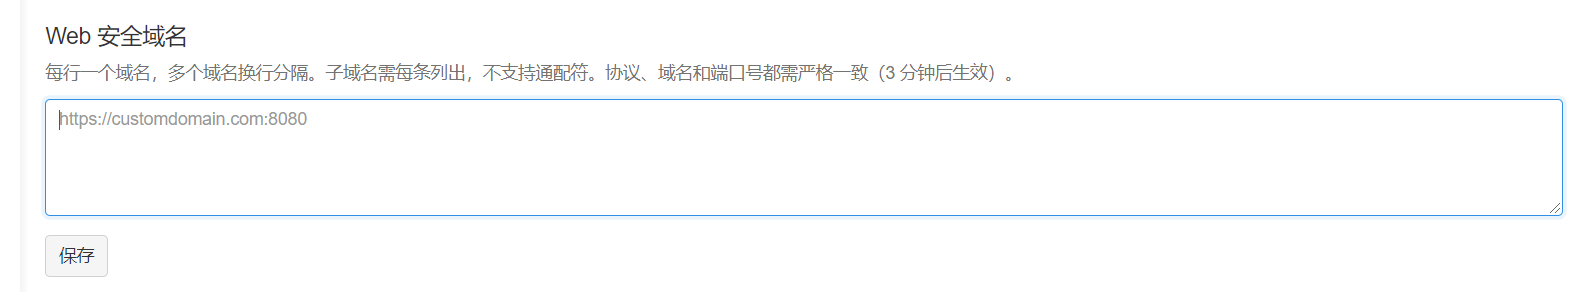 Web 安全域名
每行一个域名，多个域名换行分隔。子域名需每条列出，不支持通配符。协议、域名和端口号都需严格一致（3 分钟后生效）。
https://customdomain.com:8080
保存